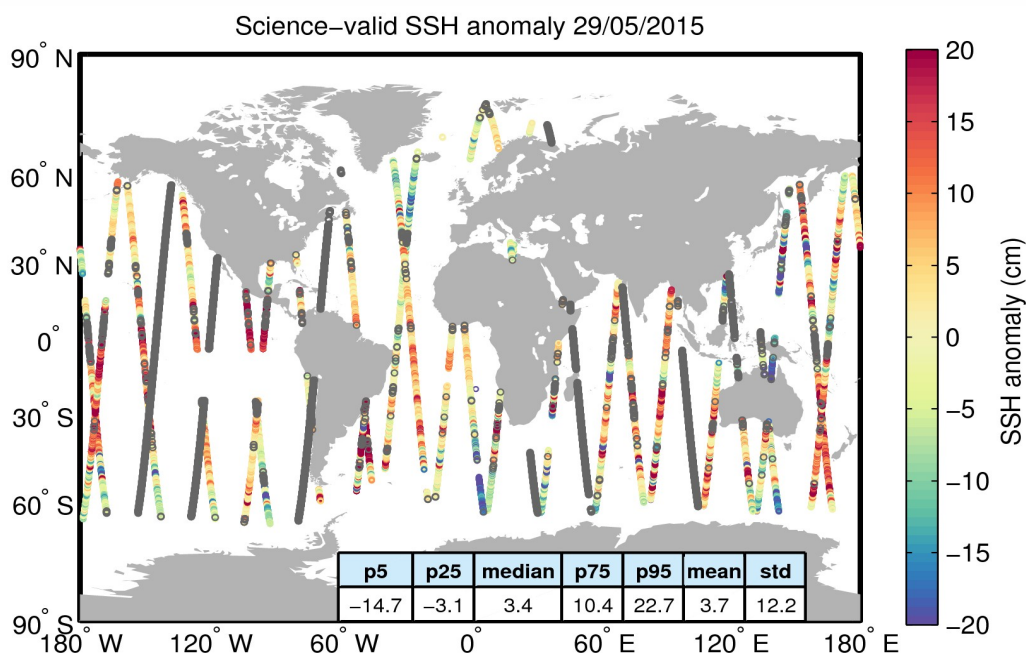 Science−valid SSH anomaly 29/05/2015
90° N
60° N
30° N
0°
30° S
60° S
90° S
180° W
120° W
60° W
0°
60° E
120° E
180° E
p5 p25 median p75 p95 mean std
−14.7 −3.1 3.4 10.4 22.7 3.7 12.2
20
15
10
5
0
−5
−10
−15
−20
SSH anomaly (cm)